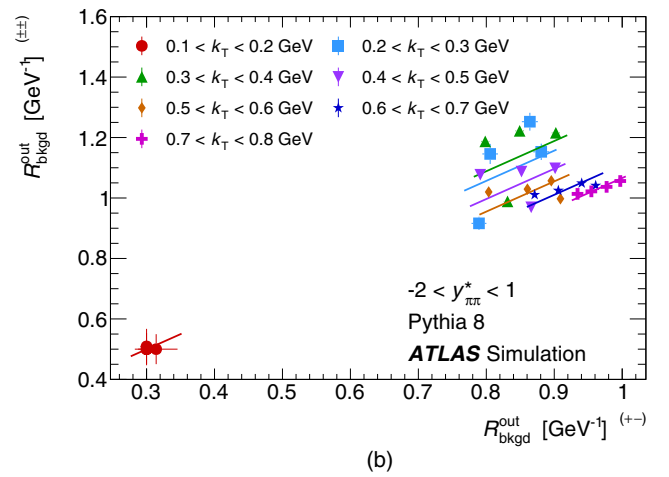 R^out_bkgd [GeV^-1] (±±)
1.6
1.4
1.2
1
0.8
0.6
0.4
0.1 < k_T < 0.2 GeV
0.2 < k_T < 0.3 GeV
0.3 < k_T < 0.4 GeV
0.4 < k_T < 0.5 GeV
0.5 < k_T < 0.6 GeV
0.6 < k_T < 0.7 GeV
0.7 < k_T < 0.8 GeV
-2 < y*_ππ < 1
Pythia 8
ATLAS Simulation
0.3 0.4 0.5 0.6 0.7 0.8 0.9 1
R^out_bkgd [GeV^-1] (+−)
(b)